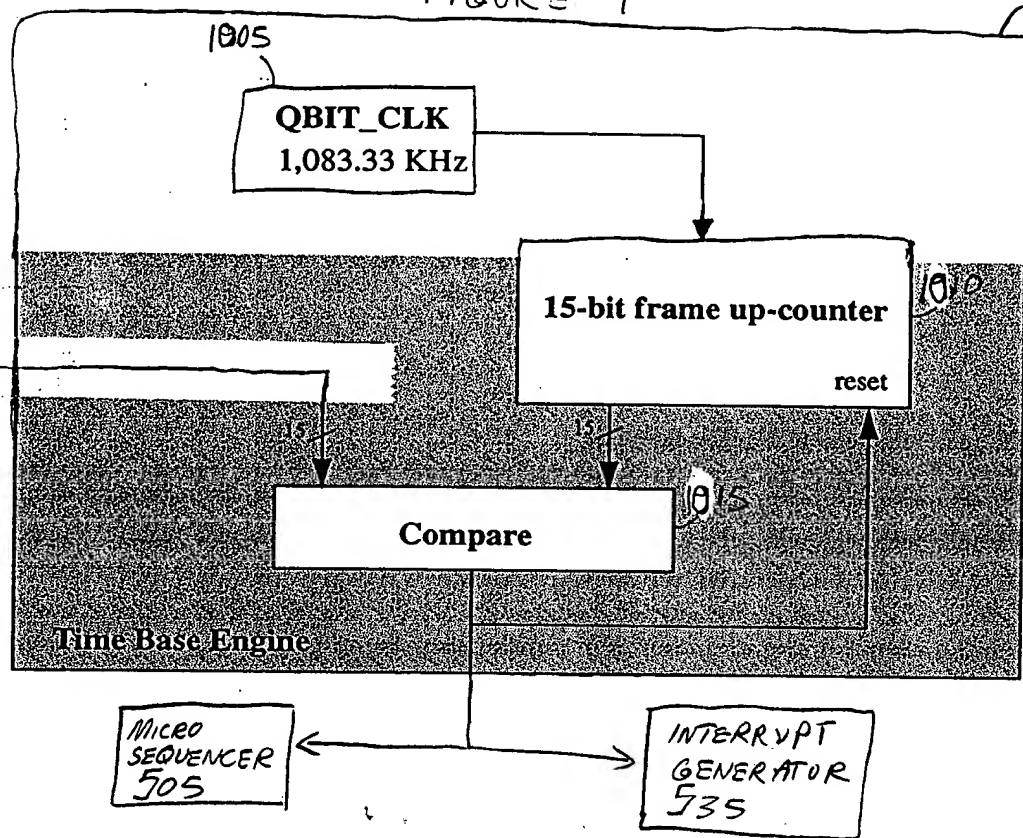 FIGURE
1005
QBIT_CLK
1,083.33 KHz
15-bit frame up-counter
1010
reset
15
15
Compare
1015
Time Base Engine
MICRO
SEQUENCER
505
INTERRUPT
GENERATOR
535